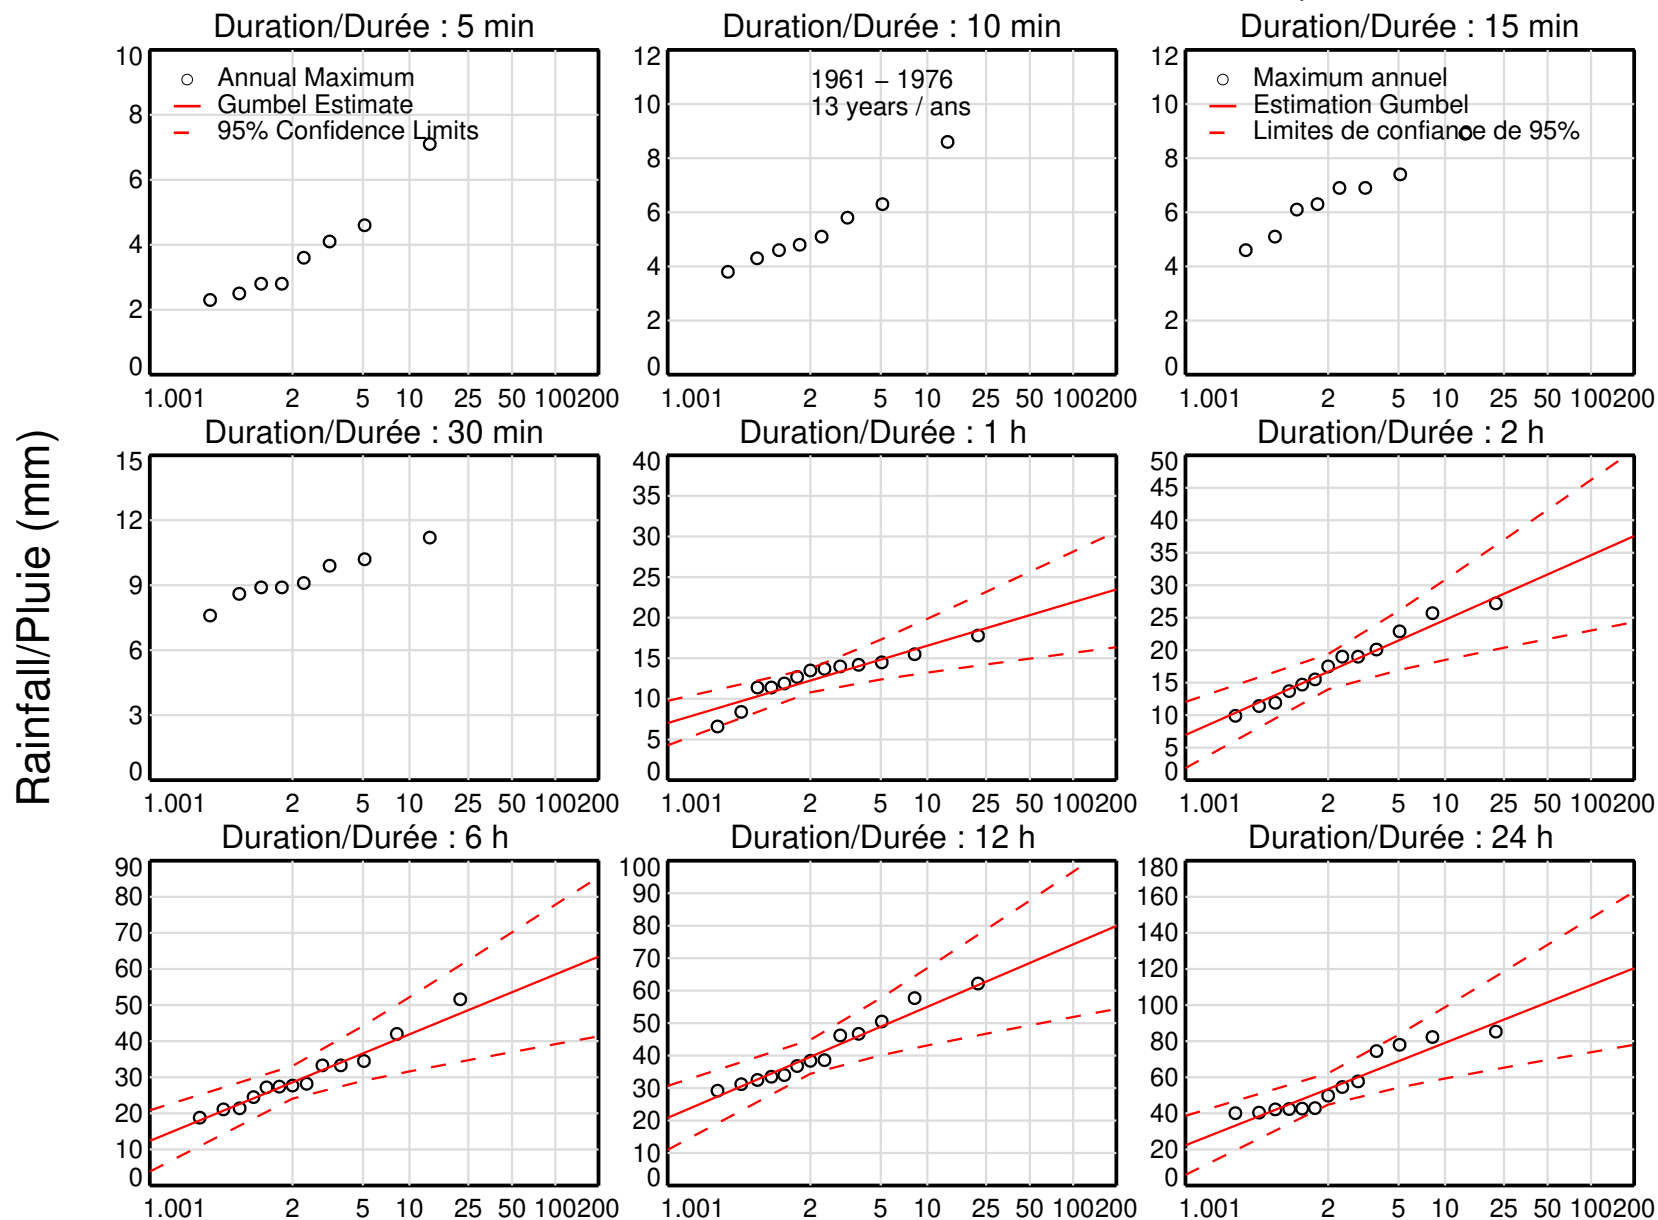 Duration/Durée : 5 min
Duration/Durée : 10 min
Duration/Durée : 15 min
10
8
6
4
2
0
Annual Maximum
Gumbel Estimate
95% Confidence Limits
1.001 2 5 10 25 50 100200
12
10
8
6
4
2
0
1961 – 1976
13 years / ans
1.001 2 5 10 25 50 100200
12
10
8
6
4
2
0
Maximum annuel
Estimation Gumbel
Limites de confiance de 95%
1.001 2 5 10 25 50 100200
Rainfall/Pluie (mm)
Duration/Durée : 30 min
Duration/Durée : 1 h
Duration/Durée : 2 h
15
12
9
6
3
0
1.001 2 5 10 25 50 100200
40
35
30
25
20
15
10
5
0
1.001 2 5 10 25 50 100200
50
45
40
35
30
25
20
15
10
5
0
1.001 2 5 10 25 50 100200
Duration/Durée : 6 h
Duration/Durée : 12 h
Duration/Durée : 24 h
90
80
70
60
50
40
30
20
10
0
1.001 2 5 10 25 50 100200
100
90
80
70
60
50
40
30
20
10
0
1.001 2 5 10 25 50 100200
180
160
140
120
100
80
60
40
20
0
1.001 2 5 10 25 50 100200